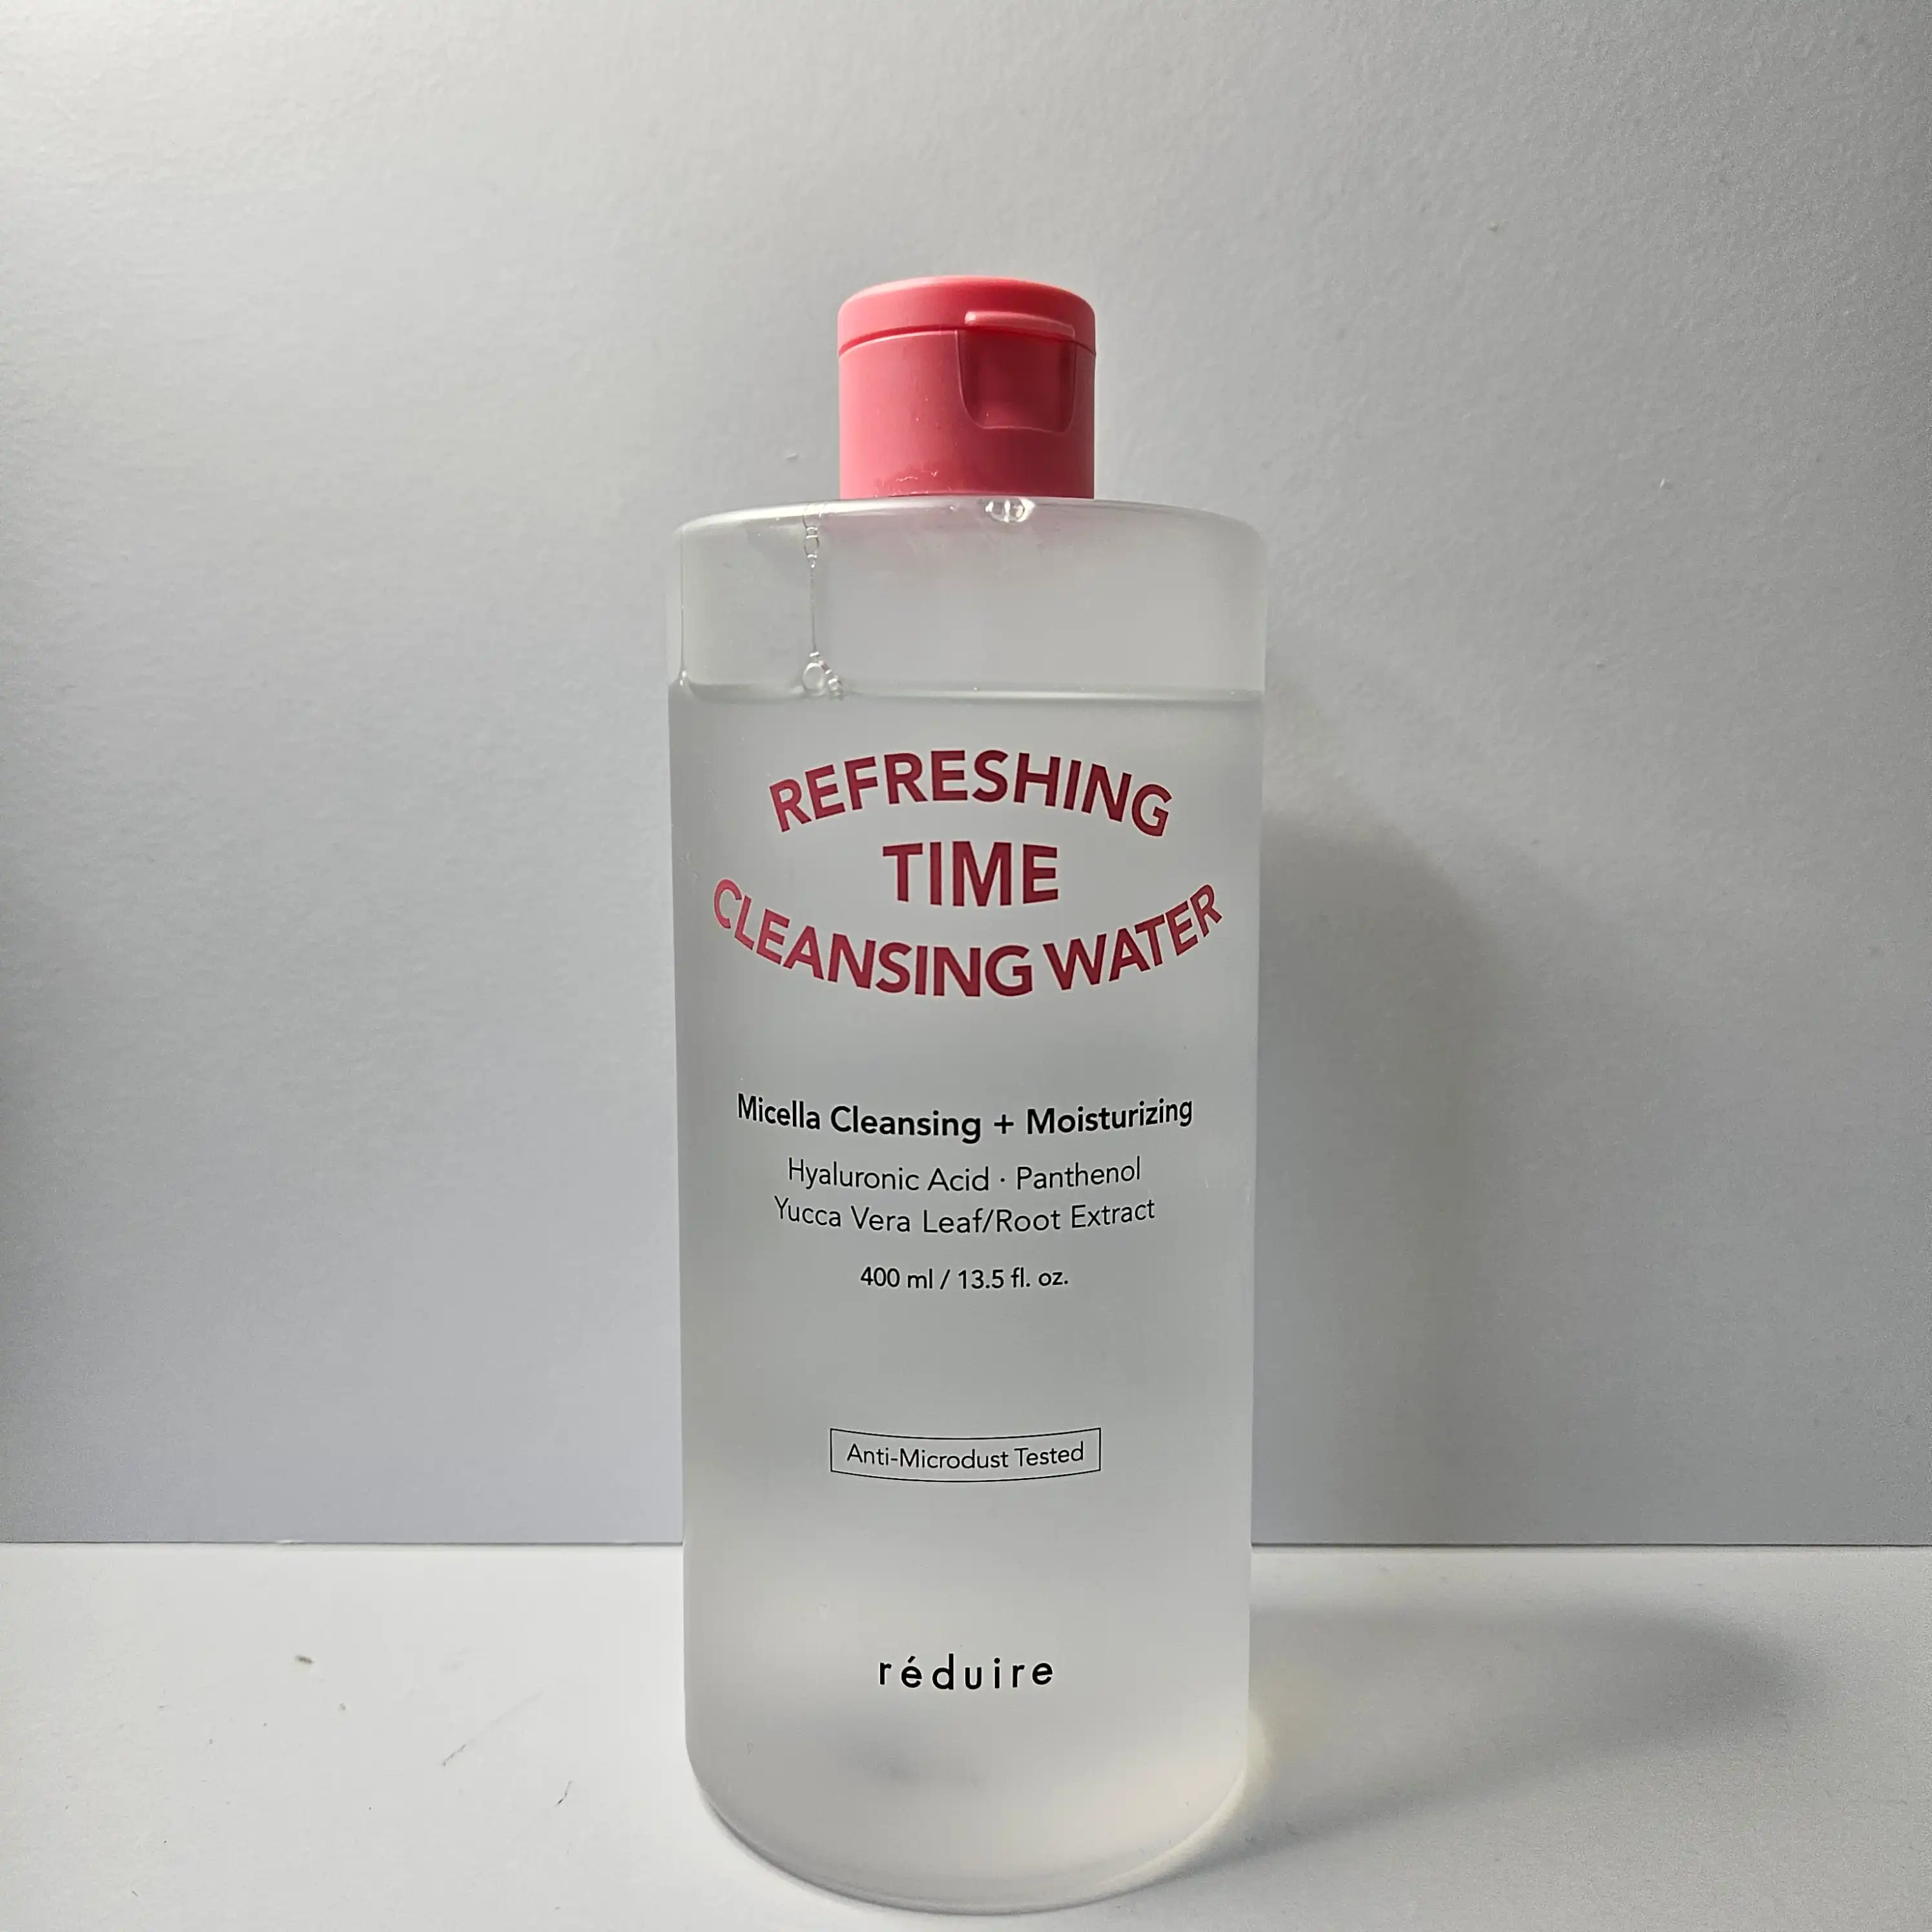 REFRESHING
TIME
CLEANSING WATER
Micella Cleansing + Moisturizing
Hyaluronic Acid · Panthenol
Yucca Vera Leaf/Root Extract
400 ml / 13.5 fl. oz.
Anti-Microdust Tested
réduire